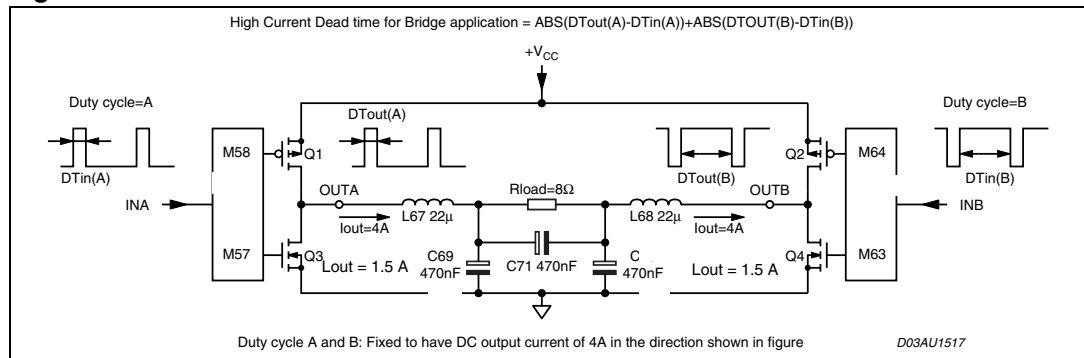 High Current Dead time for Bridge application = ABS(DTout(A)-DTin(A))+ABS(DTOUT(B)-DTin(B))
+VCC
Duty cycle=A
DTout(A)
Duty cycle=B
M58
Q1
DTin(A)
DTout(B)
Q2
M64
DTin(B)
INA
OUTA
Rload=8Ω
OUTB
INB
L67 22µ
L68 22µ
Iout=4A
Iout=4A
M57
Q3
C69
470nF
C71 470nF
C
470nF
Q4
M63
Lout = 1.5 A
Lout = 1.5 A
Duty cycle A and B: Fixed to have DC output current of 4A in the direction shown in figure
D03AU1517